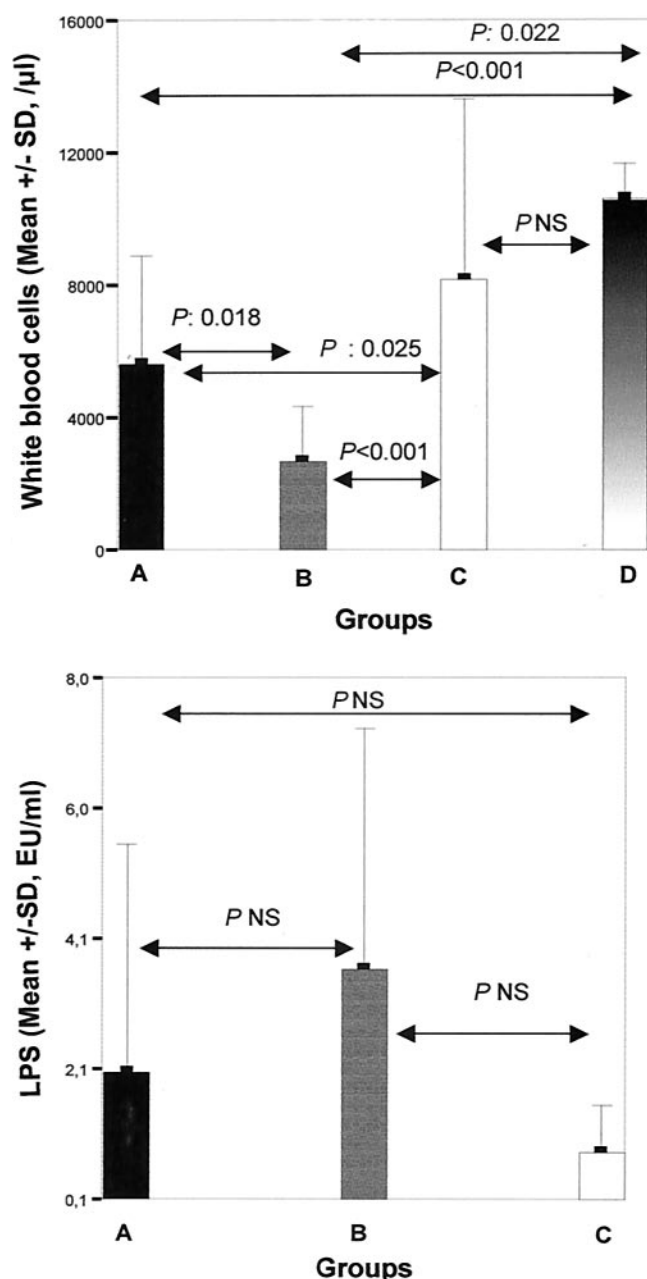 16000
P: 0.022
P<0.001
12000
P NS
8000
P: 0.018
P : 0.025
4000
P<0.001
0
White blood cells (Mean +/- SD, /µl)
A B C D
Groups
8,0
P NS
6,0
4,1
P NS
P NS
2,1
0,1
LPS (Mean +/-SD, EU/ml)
A B C
Groups